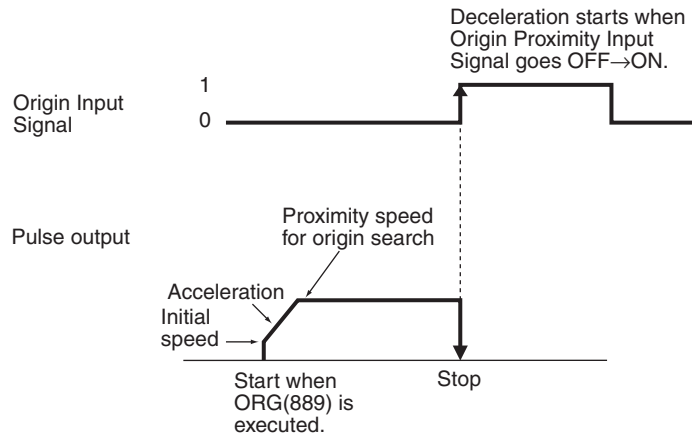 Deceleration starts when
Origin Proximity Input
Signal goes OFF→ON.
Origin Input
Signal
1
0
Pulse output
Proximity speed
for origin search
Acceleration
Initial
speed
Start when
ORG(889) is
executed.
Stop